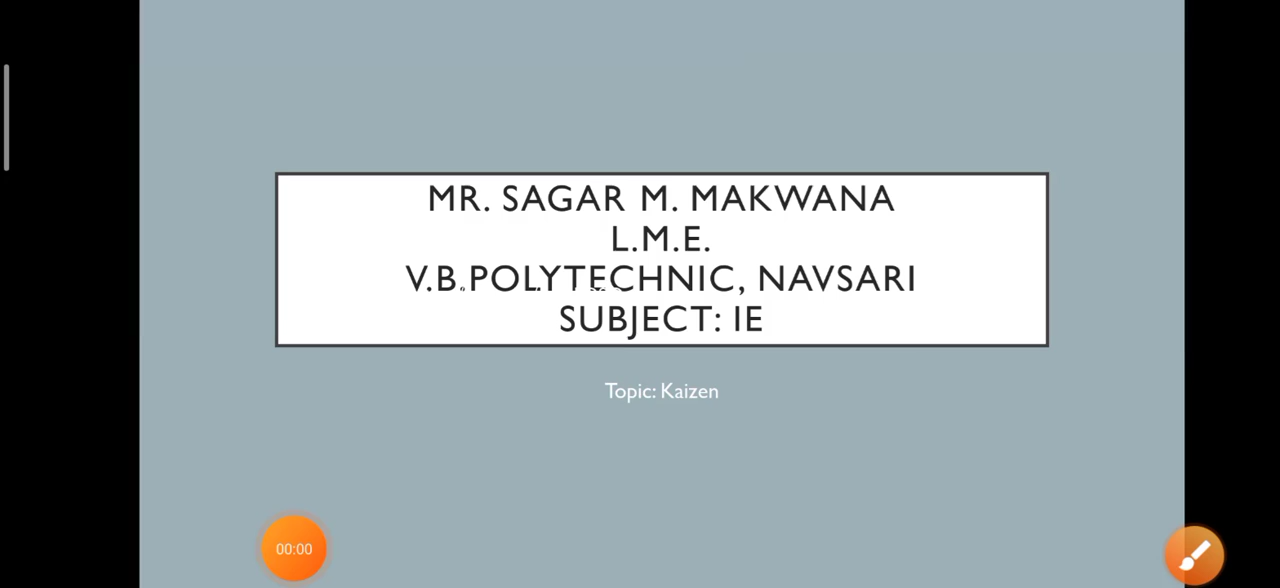 MR. SAGAR M. MAKWANA
L.M.E.
V.B.POLYTECHNIC, NAVSARI
SUBJECT: IE
Topic: Kaizen
00:00